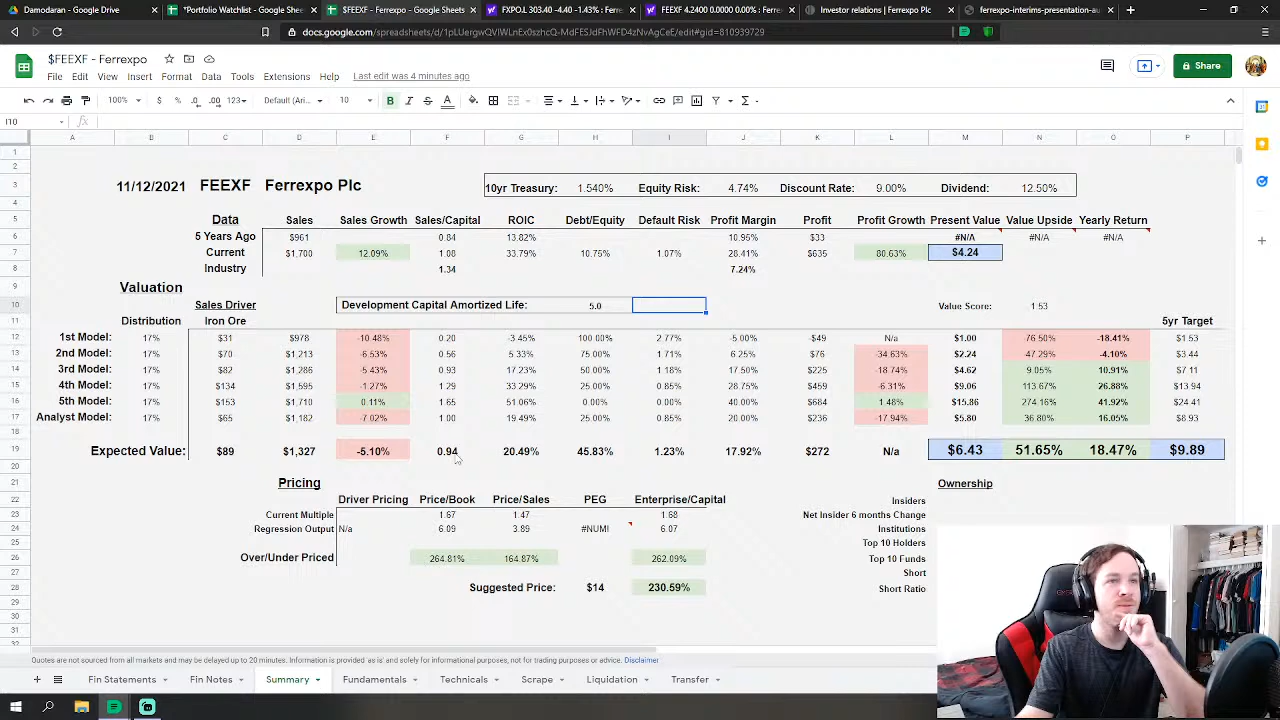 Damodaran - Google Drive
*Portfolio Watchlist - Google Shee
$FEEXF - Ferrexpo - Google Sheets
FXPO.L 303.40 -4.40 -1.43% : Ferre
FEEXF 4.2400 0.0000 0.00% : Ferre
Investor relations | Ferrexpo Plc
ferrexpo-interims-presentation-au
$FEEXF - Ferrexpo
Share
File Edit View Insert Format Data Tools Extensions Help Last edit was 4 minutes ago
100% $ % .0 .00 123 Default (Ari... 10
I10 fx
A B C D E F G H I J K L M N O P
11/12/2021 FEEXF Ferrexpo Plc 10yr Treasury: 1.540% Equity Risk: 4.74% Discount Rate: 9.00% Dividend: 12.50%
Data Sales Sales Growth Sales/Capital ROIC Debt/Equity Default Risk Profit Margin Profit Profit Growth Present Value Value Upside Yearly Return
5 Years Ago $961 0.84 13.82% 10.95% $33 #N/A #N/A #N/A
Current $1,700 12.09% 1.08 33.79% 10.75% 1.07% 28.41% $635 80.63% $4.24
Industry 1.34 7.24%
Valuation
Sales Driver Development Capital Amortized Life: 5.0 Value Score: 1.53
Distribution Iron Ore 5yr Target
1st Model: 17% $31 $978 -10.48% 0.20 -3.45% 100.00% 2.77% -5.00% -$49 N/a $1.00 -76.50% -18.41% $1.53
2nd Model: 17% $70 $1,213 -6.53% 0.56 5.33% 75.00% 1.71% 6.25% $76 -34.63% $2.24 -47.29% -4.10% $3.44
3rd Model: 17% $82 $1,286 -5.43% 0.93 17.23% 50.00% 1.18% 17.50% $225 -18.74% $4.62 9.05% 10.91% $7.11
4th Model: 17% $134 $1,595 -1.27% 1.29 33.29% 25.00% 0.85% 28.75% $459 -6.31% $9.06 113.67% 26.88% $13.94
5th Model: 17% $153 $1,710 0.11% 1.65 51.06% 0.00% 0.00% 40.00% $684 1.48% $15.86 274.16% 41.92% $24.41
Analyst Model: 17% $65 $1,182 -7.02% 1.00 19.49% 25.00% 0.85% 20.00% $236 -17.94% $5.80 36.80% 16.05% $8.93
Expected Value: $89 $1,327 -5.10% 0.94 20.49% 45.83% 1.23% 17.92% $272 N/a $6.43 51.65% 18.47% $9.89
Pricing Ownership
Driver Pricing Price/Book Price/Sales PEG Enterprise/Capital Insiders
Current Multiple 1.67 1.47 1.68 Net Insider 6 months Change
Regression Output N/a 6.09 3.89 #NUM! 6.07 Institutions
Top 10 Holders
Over/Under Priced 264.81% 164.87% 262.09% Top 10 Funds
Short
Suggested Price: $14 230.59% Short Ratio
Quotes are not sourced from all markets and may be delayed up to 20 minutes. Information is provided 'as is' and solely for informational purposes, not for trading purposes or advice. Disclaimer
Fin Statements Fin Notes Summary Fundamentals Technicals Scrape Liquidation Transfer